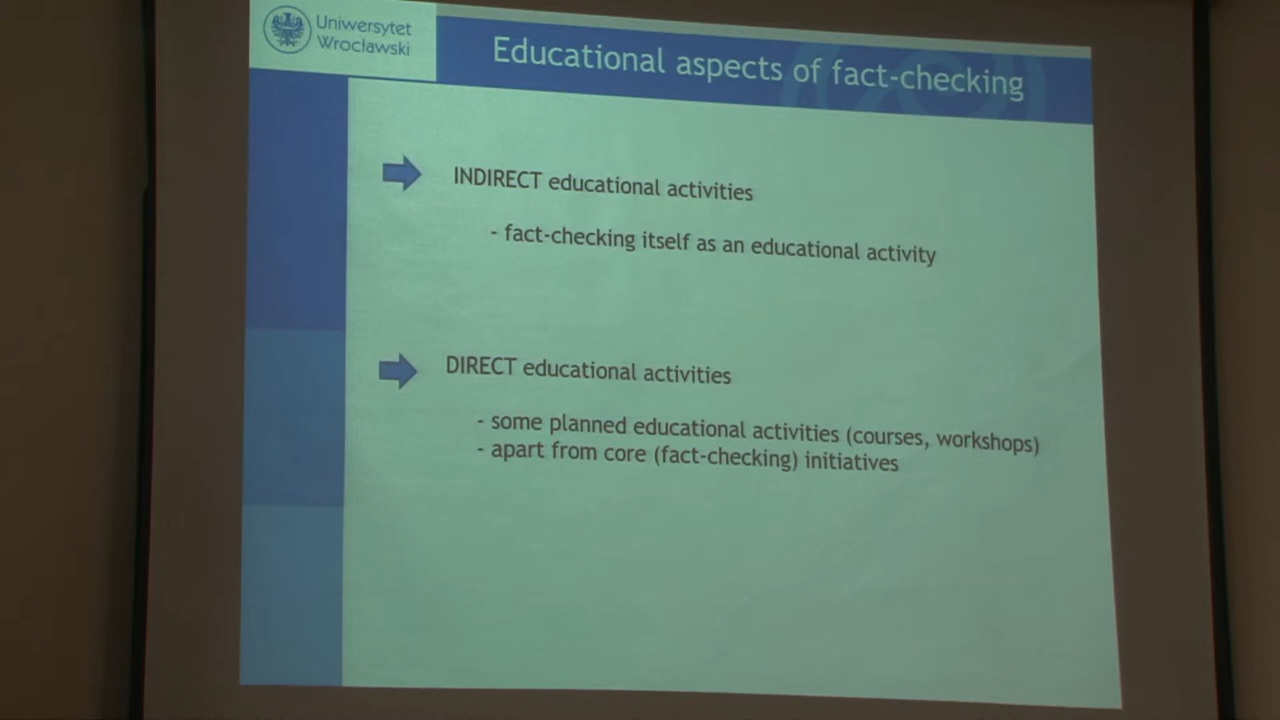 Uniwersytet
Wrocławski
Educational aspects of fact-checking
INDIRECT educational activities
- fact-checking itself as an educational activity
DIRECT educational activities
- some planned educational activities (courses, workshops)
- apart from core (fact-checking) initiatives